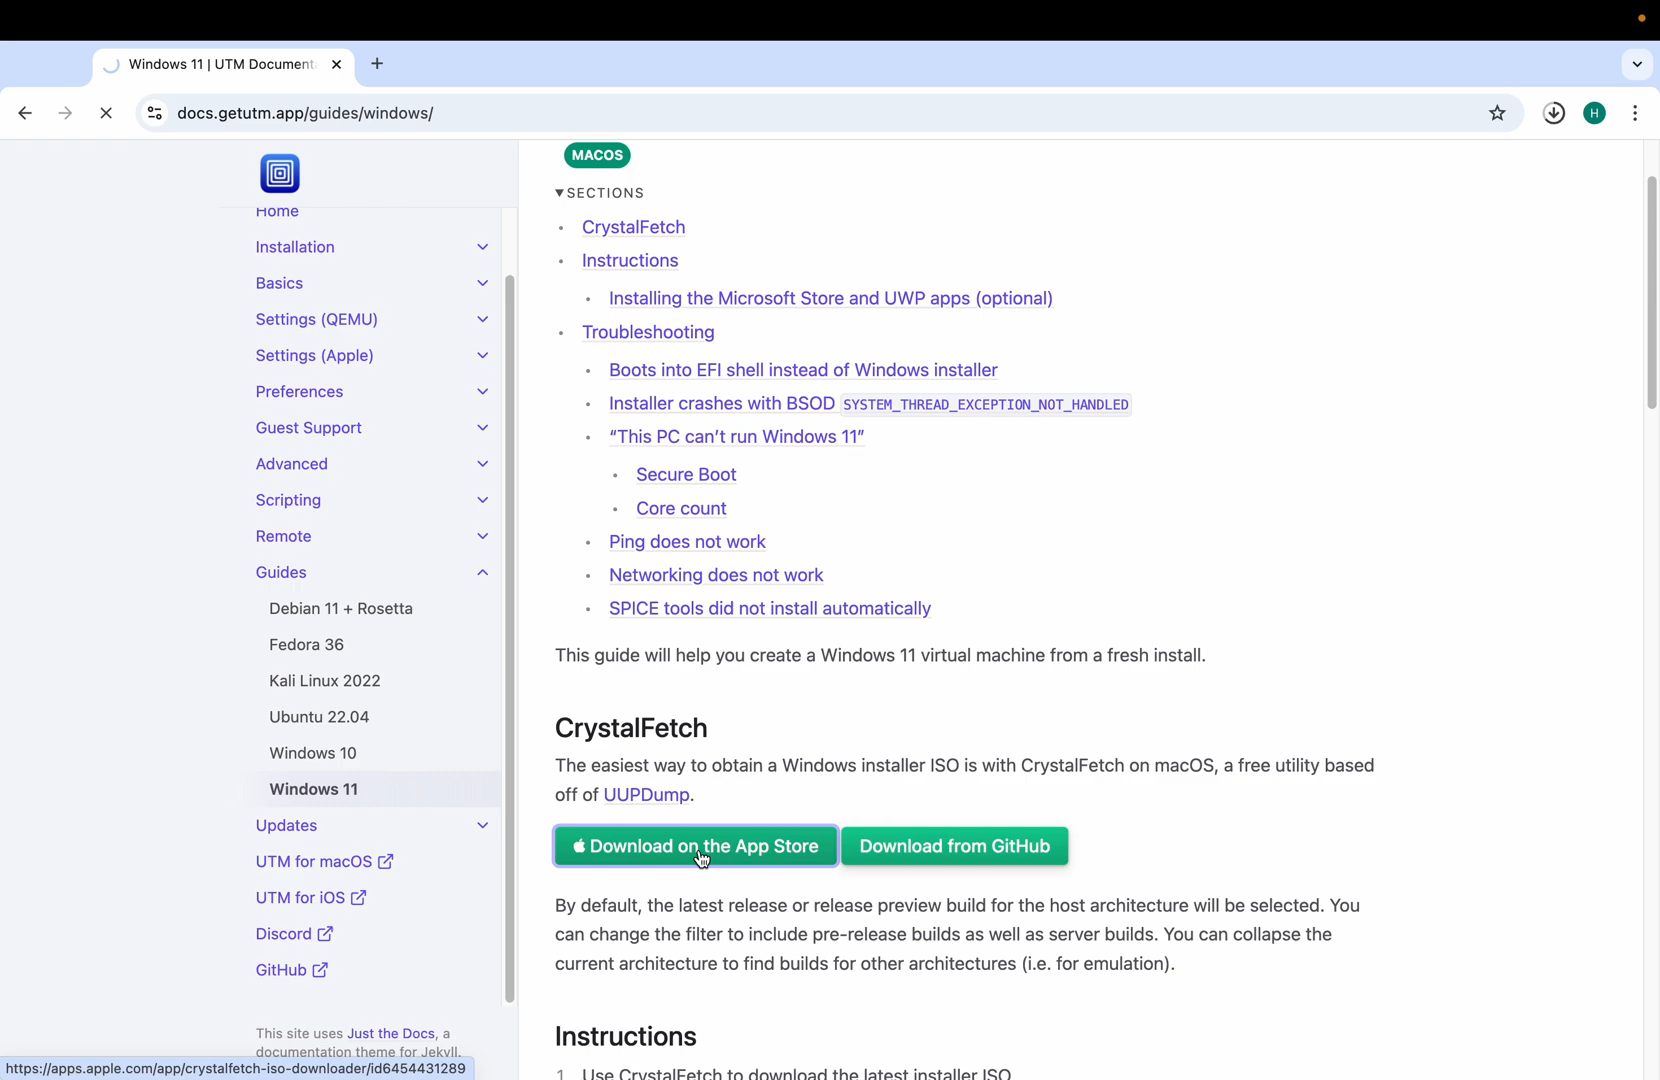 Windows 11 | UTM Document
docs.getutm.app/guides/windows/
H
Home
Installation
Basics
Settings (QEMU)
Settings (Apple)
Preferences
Guest Support
Advanced
Scripting
Remote
Guides
Debian 11 + Rosetta
Fedora 36
Kali Linux 2022
Ubuntu 22.04
Windows 10
Windows 11
Updates
UTM for macOS
UTM for iOS
Discord
GitHub
This site uses Just the Docs, a
documentation theme for Jekyll.
https://apps.apple.com/app/crystalfetch-iso-downloader/id6454431289
MACOS
▼SECTIONS
• CrystalFetch
• Instructions
• Installing the Microsoft Store and UWP apps (optional)
• Troubleshooting
• Boots into EFI shell instead of Windows installer
• Installer crashes with BSOD SYSTEM_THREAD_EXCEPTION_NOT_HANDLED
• “This PC can’t run Windows 11”
• Secure Boot
• Core count
• Ping does not work
• Networking does not work
• SPICE tools did not install automatically
This guide will help you create a Windows 11 virtual machine from a fresh install.
CrystalFetch
The easiest way to obtain a Windows installer ISO is with CrystalFetch on macOS, a free utility based
off of UUPDump.
Download on the App Store Download from GitHub
By default, the latest release or release preview build for the host architecture will be selected. You
can change the filter to include pre-release builds as well as server builds. You can collapse the
current architecture to find builds for other architectures (i.e. for emulation).
Instructions
1. Use CrystalFetch to download the latest installer ISO